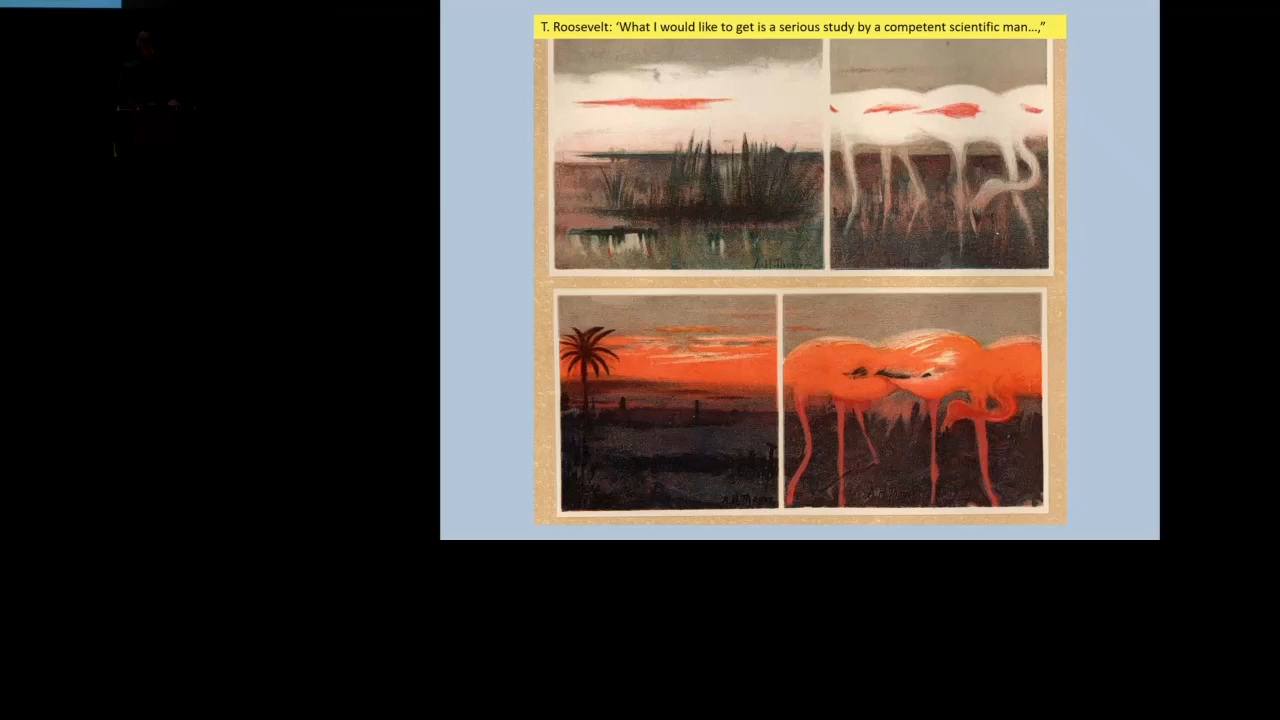 T. Roosevelt: ‘What I would like to get is a serious study by a competent scientific man…,”